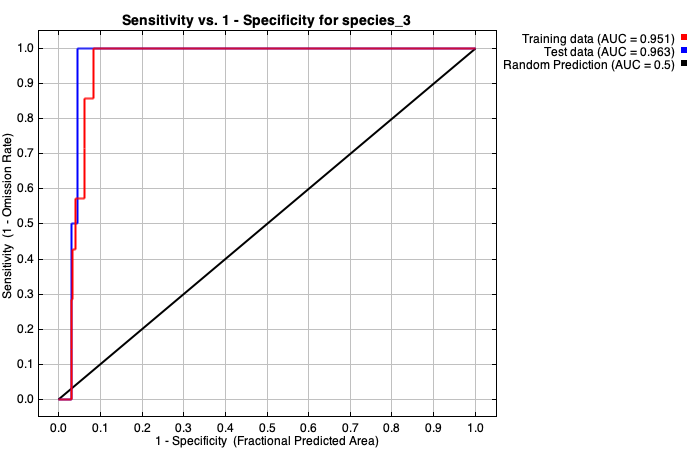 Sensitivity vs. 1 - Specificity for species_3
Training data (AUC = 0.951)
Test data (AUC = 0.963)
Random Prediction (AUC = 0.5)
Sensitivity (1 - Omission Rate)
1.0
0.9
0.8
0.7
0.6
0.5
0.4
0.3
0.2
0.1
0.0
0.0 0.1 0.2 0.3 0.4 0.5 0.6 0.7 0.8 0.9 1.0
1 - Specificity (Fractional Predicted Area)